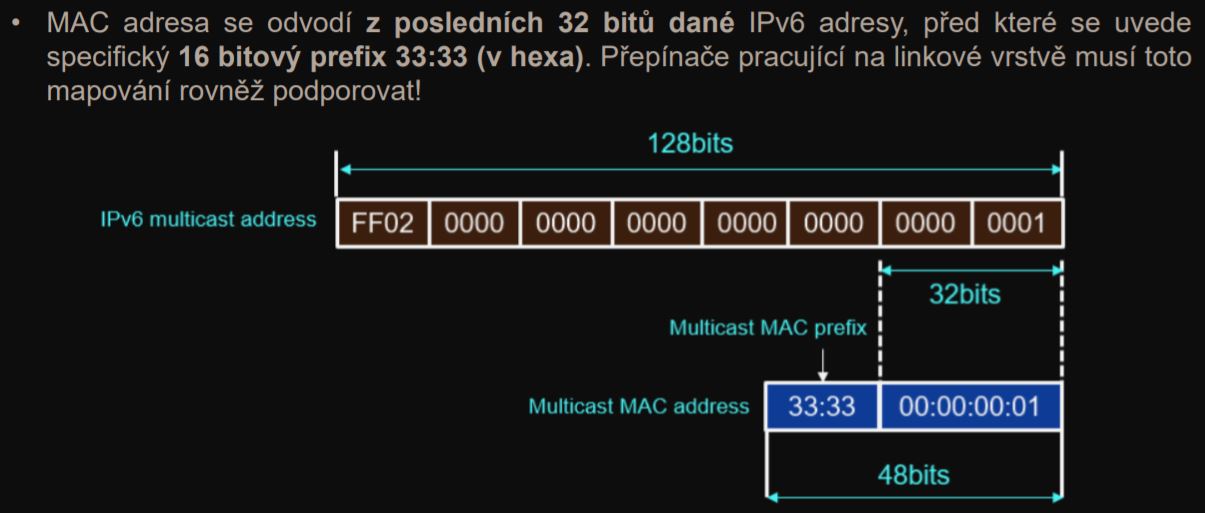 • MAC adresa se odvodí z posledních 32 bitů dané IPv6 adresy, před které se uvede
specifický 16 bitový prefix 33:33 (v hexa). Přepínače pracující na linkové vrstvě musí toto
mapování rovněž podporovat!
128bits
IPv6 multicast address FF02 0000 0000 0000 0000 0000 0000 0001
32bits
Multicast MAC prefix
Multicast MAC address 33:33 00:00:00:01
48bits